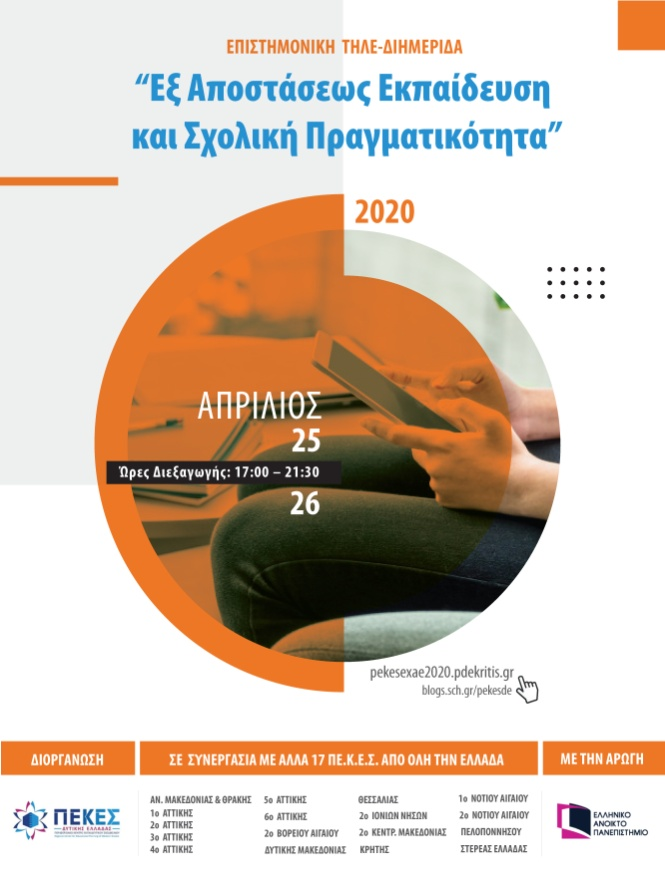 ΕΠΙΣΤΗΜΟΝΙΚΗ ΤΗΛΕ-ΔΙΗΜΕΡΙΔΑ
“Εξ Αποστάσεως Εκπαίδευση
και Σχολική Πραγματικότητα”
2020
ΑΠΡΙΛΙΟΣ
25
Ώρες Διεξαγωγής: 17:00 – 21:30
26
pekesexae2020.pdekritis.gr
blogs.sch.gr/pekesde
ΔΙΟΡΓΑΝΩΣΗ
ΣΕ ΣΥΝΕΡΓΑΣΙΑ ΜΕ ΑΛΛΑ 17 ΠΕ.Κ.Ε.Σ. ΑΠΟ ΟΛΗ ΤΗΝ ΕΛΛΑΔΑ
ΜΕ ΤΗΝ ΑΡΩΓΗ
ΠΕΚΕΣ
ΔΥΤΙΚΗΣ ΕΛΛΑΔΑΣ
ΑΝ. ΜΑΚΕΔΟΝΙΑΣ & ΘΡΑΚΗΣ
1ο ΑΤΤΙΚΗΣ
2ο ΑΤΤΙΚΗΣ
3ο ΑΤΤΙΚΗΣ
4ο ΑΤΤΙΚΗΣ
5ο ΑΤΤΙΚΗΣ
6ο ΑΤΤΙΚΗΣ
2ο ΒΟΡΕΙΟΥ ΑΙΓΑΙΟΥ
ΔΥΤΙΚΗΣ ΜΑΚΕΔΟΝΙΑΣ
ΘΕΣΣΑΛΙΑΣ
2ο ΙΟΝΙΩΝ ΝΗΣΩΝ
2ο ΚΕΝΤΡ. ΜΑΚΕΔΟΝΙΑΣ
ΚΡΗΤΗΣ
1ο ΝΟΤΙΟΥ ΑΙΓΑΙΟΥ
2ο ΝΟΤΙΟΥ ΑΙΓΑΙΟΥ
ΠΕΛΟΠΟΝΝΗΣΟΥ
ΣΤΕΡΕΑΣ ΕΛΛΑΔΑΣ
ΕΛΛΗΝΙΚΟ
ΑΝΟΙΚΤΟ
ΠΑΝΕΠΙΣΤΗΜΙΟ